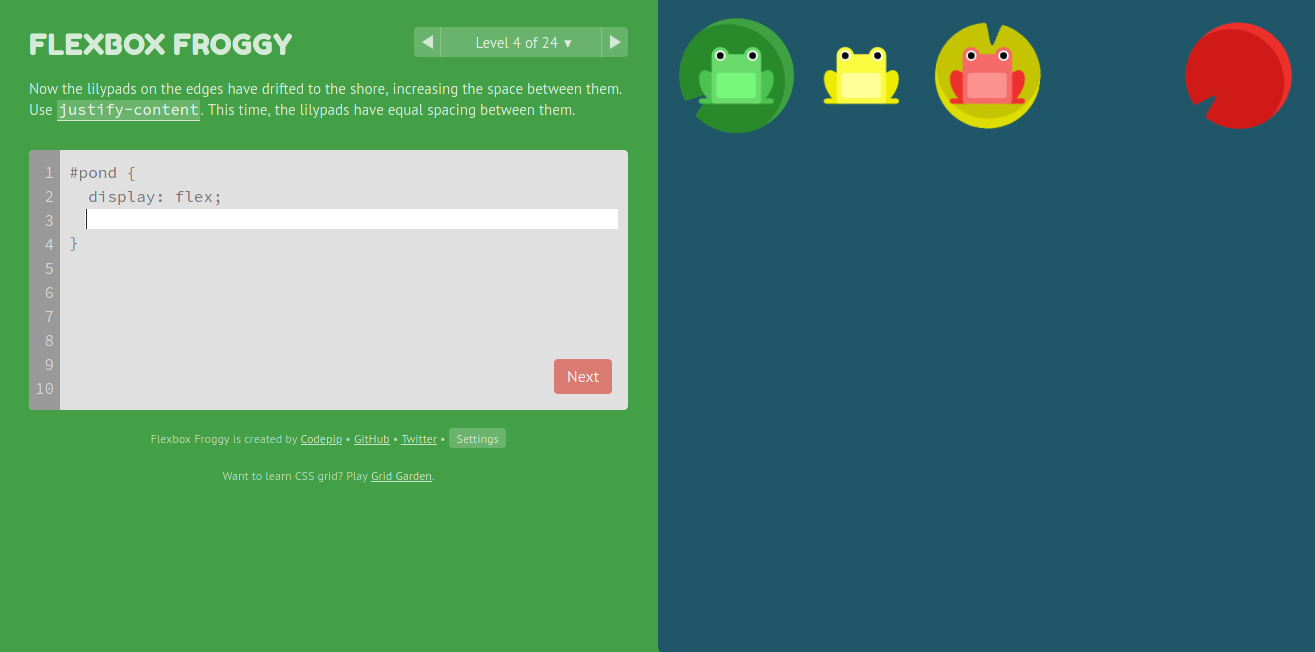 FLEXBOX FROGGY
◀ Level 4 of 24 ▼ ▶
Now the lilypads on the edges have drifted to the shore, increasing the space between them.
Use justify-content. This time, the lilypads have equal spacing between them.
1 #pond {
2 display: flex;
3
4 }
5
6
7
8
9
10
Next
Flexbox Froggy is created by Codepip • GitHub • Twitter • Settings
Want to learn CSS grid? Play Grid Garden.